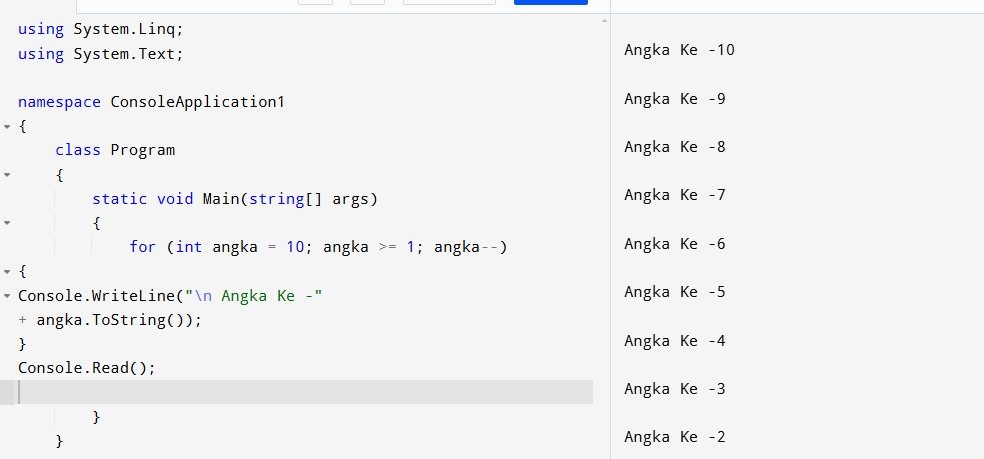 using System.Linq;
using System.Text;
namespace ConsoleApplication1
{
class Program
{
static void Main(string[] args)
{
for (int angka = 10; angka >= 1; angka--)
{
Console.WriteLine("\n Angka Ke -"
+ angka.ToString());
}
Console.Read();
}
}
Angka Ke -10
Angka Ke -9
Angka Ke -8
Angka Ke -7
Angka Ke -6
Angka Ke -5
Angka Ke -4
Angka Ke -3
Angka Ke -2